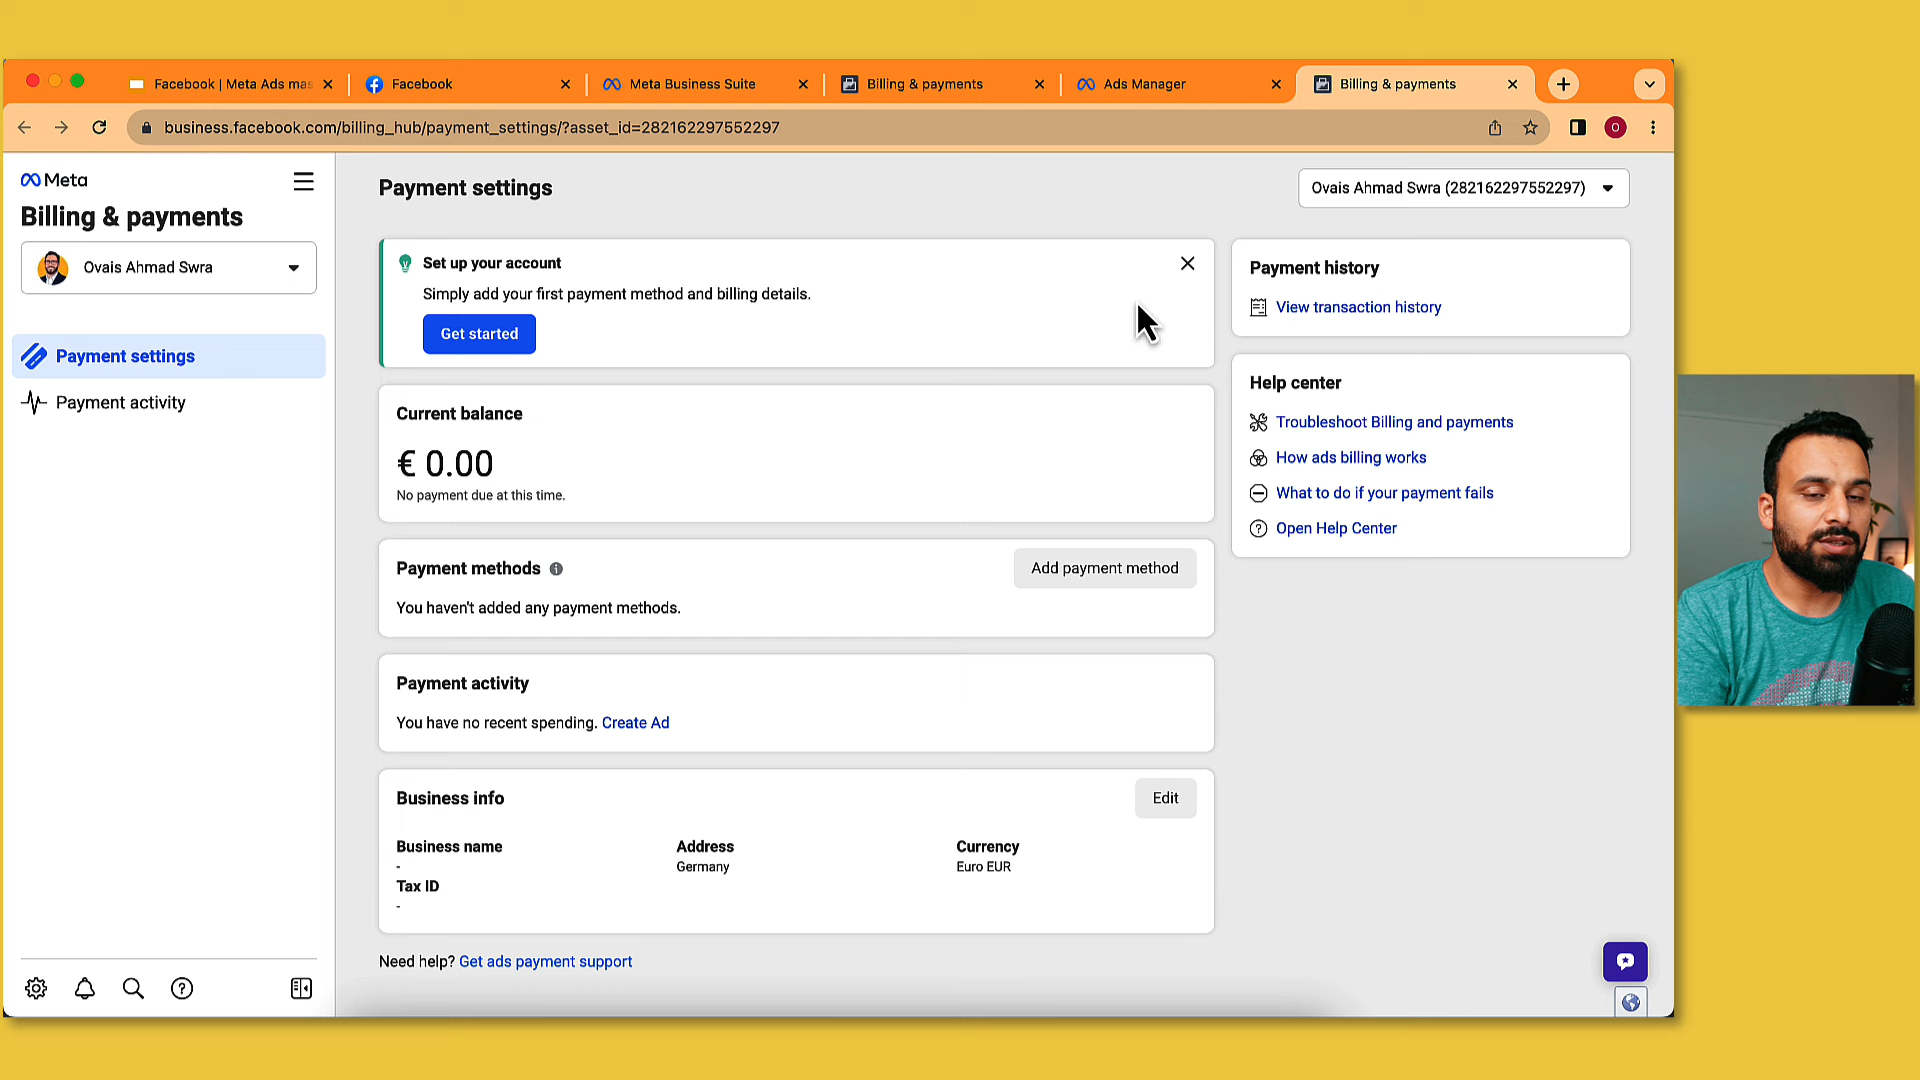 Facebook | Meta Ads mas
Facebook
Meta Business Suite
Billing & payments
Ads Manager
Billing & payments
business.facebook.com/billing_hub/payment_settings/?asset_id=282162297552297
O
Meta
Billing & payments
Ovais Ahmad Swra
Payment settings
Payment activity
Payment settings
Ovais Ahmad Swra (282162297552297)
Set up your account
Simply add your first payment method and billing details.
Get started
Current balance
€ 0.00
No payment due at this time.
Payment methods
Add payment method
You haven't added any payment methods.
Payment activity
You have no recent spending. Create Ad
Business info
Edit
Business name
-
Address
Germany
Currency
Euro EUR
Tax ID
-
Need help? Get ads payment support
Payment history
View transaction history
Help center
Troubleshoot Billing and payments
How ads billing works
What to do if your payment fails
Open Help Center